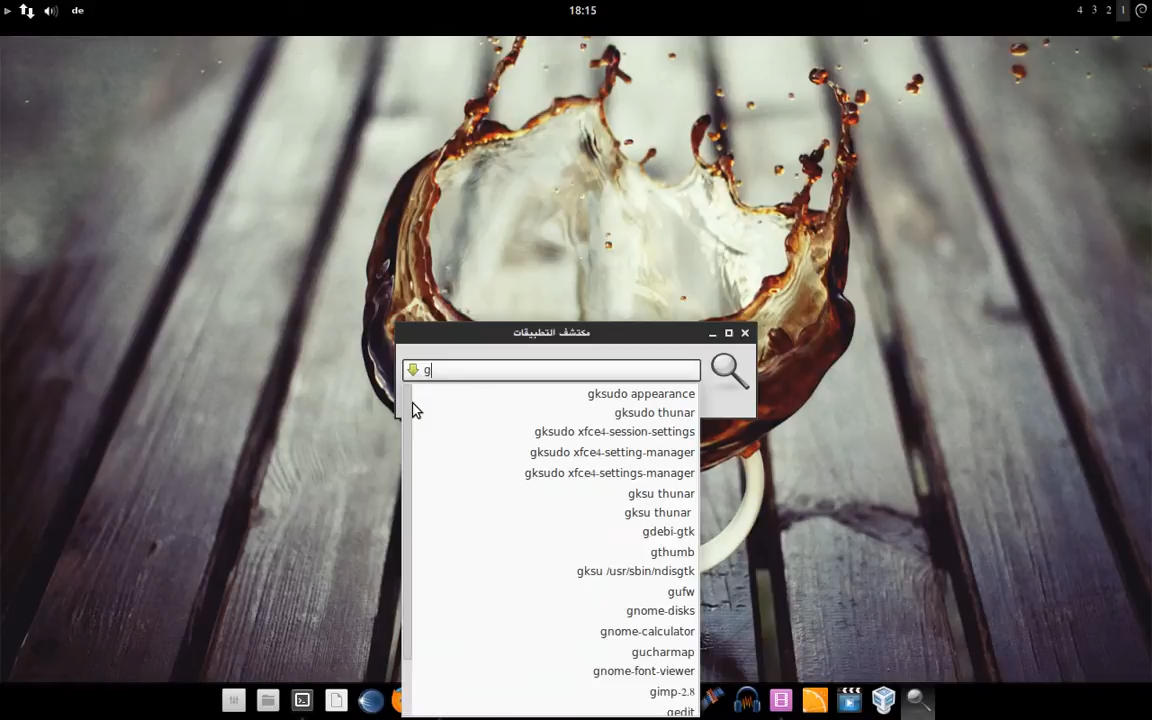 de
18:15
4 3 2 1
مكتشف التطبيقات
g
gksudo appearance
gksudo thunar
gksudo xfce4-session-settings
gksudo xfce4-setting-manager
gksudo xfce4-settings-manager
gksu thunar
gksu thunar
gdebi-gtk
gthumb
gksu /usr/sbin/ndisgtk
gufw
gnome-disks
gnome-calculator
gucharmap
gnome-font-viewer
gimp-2.8
gedit